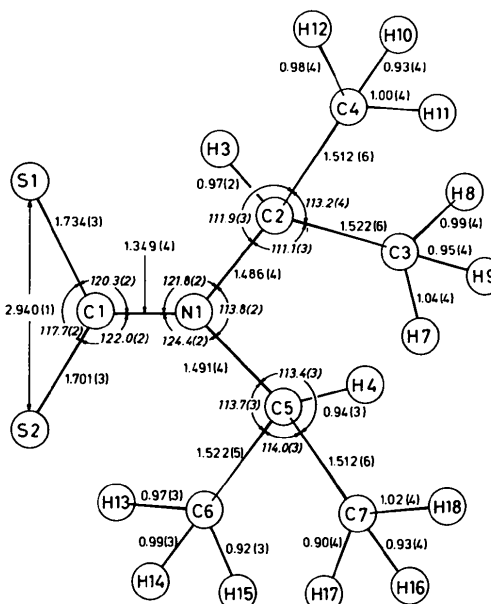 H12
H10
0.98(4)
0.93(4)
C4
1.00(4)
H11
H3
S1
0.97(2)
1.512(6)
H8
1.734(3)
113.2(4)
C2
111.9(3)
111.1(3)
1.522(6)
0.99(4)
C3
0.95(4)
H9
1.349(4)
1.486(4)
1.04(4)
H7
120.3(2)
121.8(2)
2.940(1)
C1
N1
113.8(2)
117.7(2)
122.0(2)
124.4(2)
1.701(3)
1.491(4)
113.4(3)
H4
113.7(3)
C5
0.94(3)
S2
114.0(3)
1.522(5)
1.512(6)
H13
0.97(3)
C6
C7
1.02(4)
H18
0.99(3)
0.92(3)
0.90(4)
0.93(4)
H14
H15
H17
H16